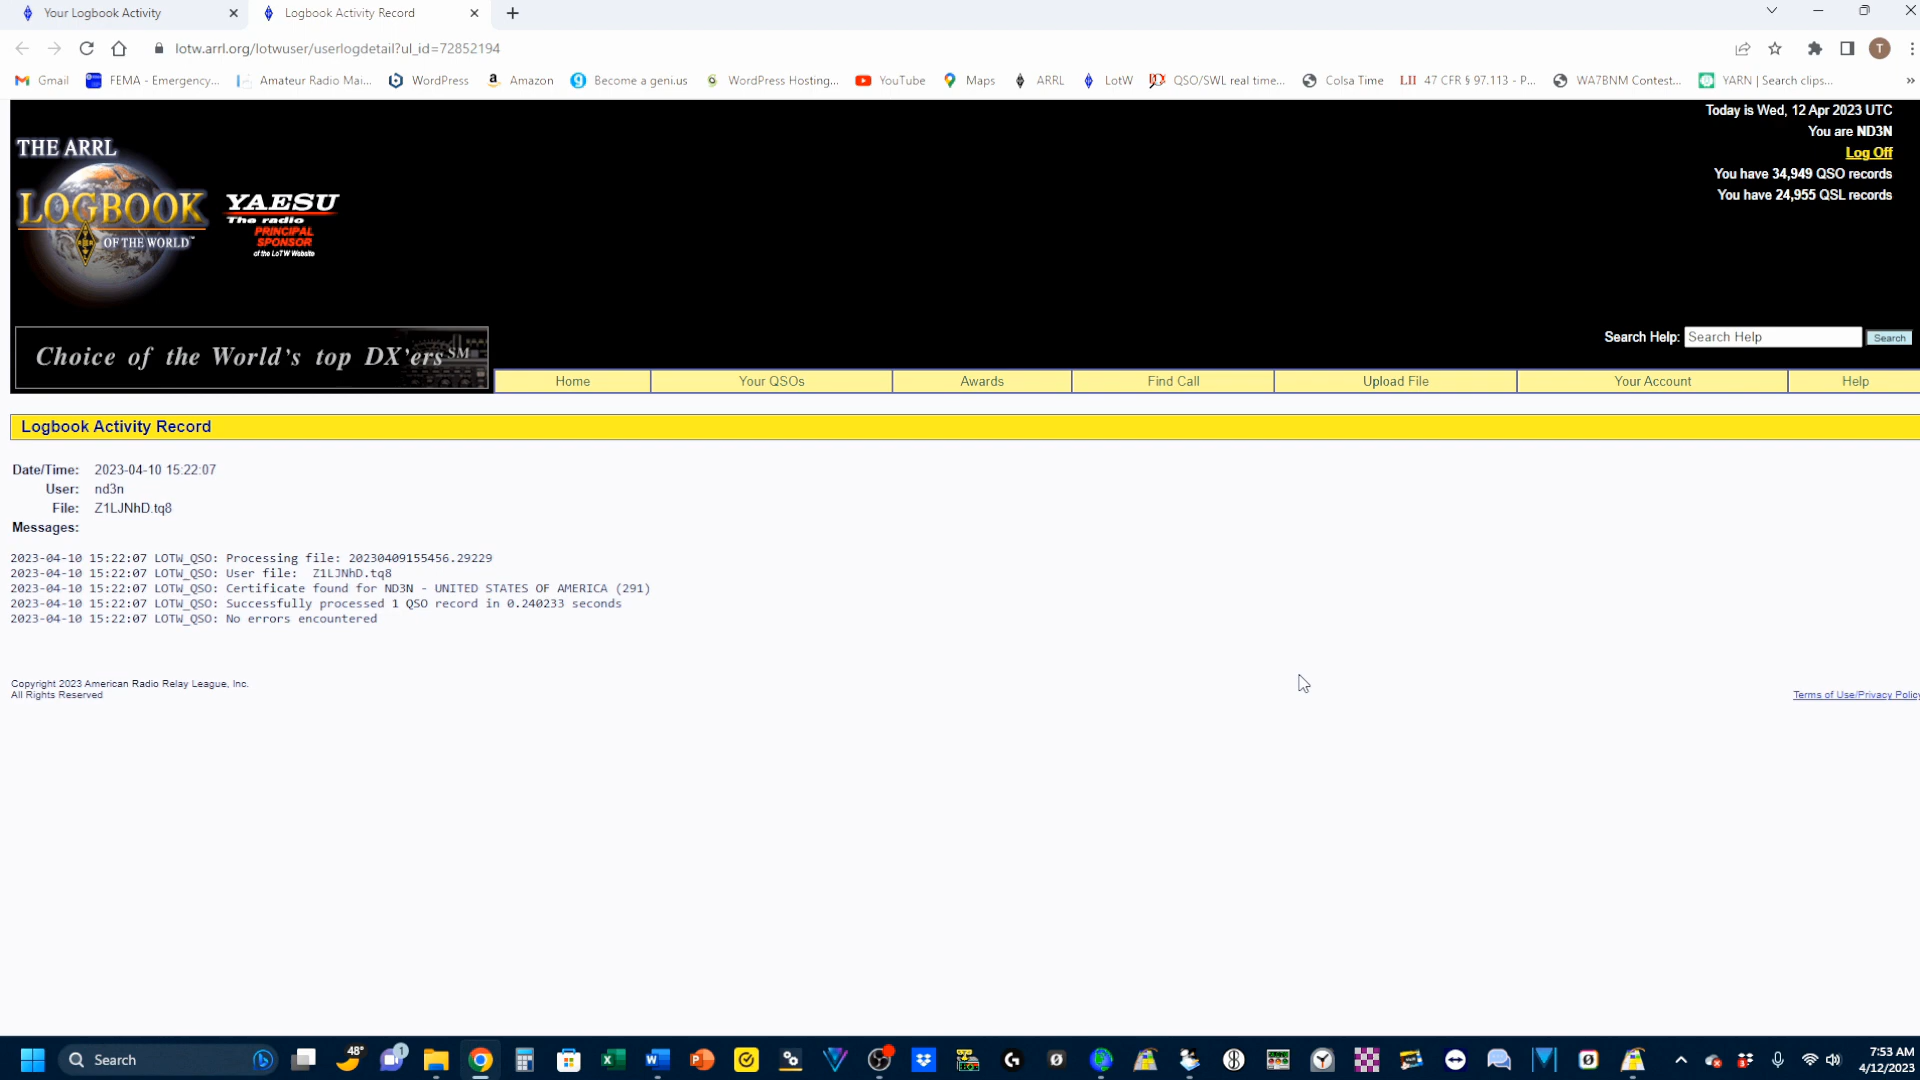 Your Logbook Activity
Logbook Activity Record
lotw.arrl.org/lotwuser/userlogdetail?ul_id=72852194
T
Gmail
FEMA - Emergency...
Amateur Radio Mai...
WordPress
Amazon
Become a geni.us
WordPress Hosting...
YouTube
Maps
ARRL
LotW
QSO/SWL real time...
Colsa Time
LII 47 CFR § 97.113 - P...
WA7BNM Contest...
YARN | Search clips...
»
Today is Wed, 12 Apr 2023 UTC
You are ND3N
Log Off
You have 34,949 QSO records
You have 24,955 QSL records
THE ARRL
LOGBOOK
OF THE WORLD™
YAESU
The radio
PRINCIPAL
SPONSOR
of the LoTW Website
Choice of the World's top DX'ers℠
Search Help: Search Help Search
Home
Your QSOs
Awards
Find Call
Upload File
Your Account
Help
Logbook Activity Record
Date/Time: 2023-04-10 15:22:07
User: nd3n
File: Z1LJNhD.tq8
Messages:
2023-04-10 15:22:07 LOTW_QSO: Processing file: 20230409155456.29229
2023-04-10 15:22:07 LOTW_QSO: User file: Z1LJNhD.tq8
2023-04-10 15:22:07 LOTW_QSO: Certificate found for ND3N - UNITED STATES OF AMERICA (291)
2023-04-10 15:22:07 LOTW_QSO: Successfully processed 1 QSO record in 0.240233 seconds
2023-04-10 15:22:07 LOTW_QSO: No errors encountered
Copyright 2023 American Radio Relay League, Inc.
All Rights Reserved
Terms of Use/Privacy Policy
Search
48°
1
7:53 AM
4/12/2023